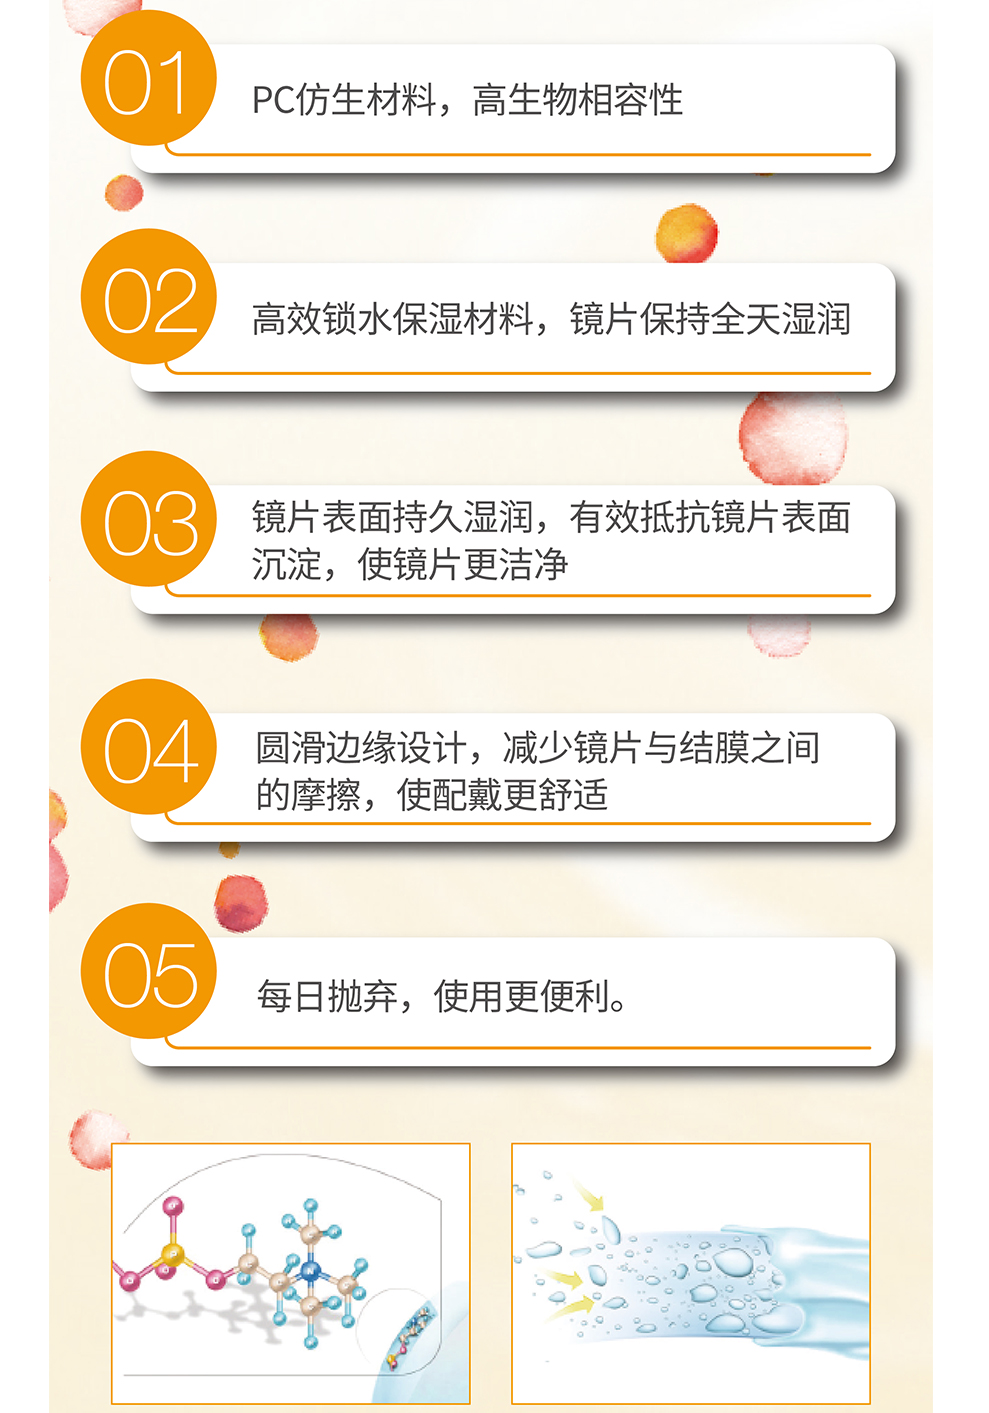 01
PC仿生材料，高生物相容性
02
高效锁水保湿材料，镜片保持全天湿润
03
镜片表面持久湿润，有效抵抗镜片表面
沉淀，使镜片更洁净
04
圆滑边缘设计，减少镜片与结膜之间
的摩擦，使配戴更舒适
05
每日抛弃，使用更便利。